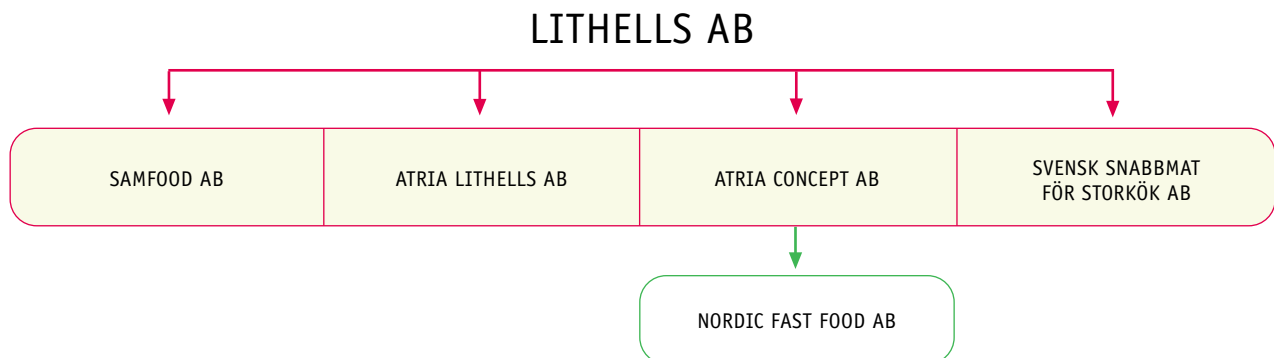 LITHELLS AB
SAMFOOD AB
ATRIA LITHELLS AB
ATRIA CONCEPT AB
SVENSK SNABBMAT
FÖR STORKÖK AB
NORDIC FAST FOOD AB